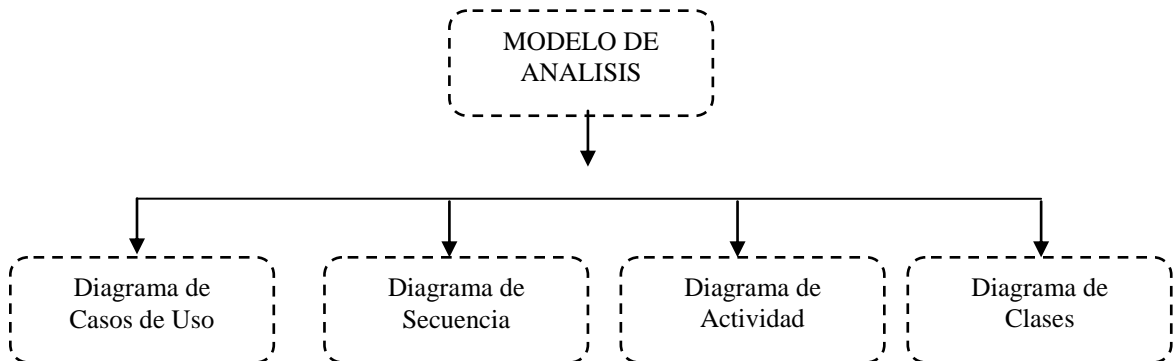 MODELO DE
ANALISIS
Diagrama de
Casos de Uso
Diagrama de
Secuencia
Diagrama de
Actividad
Diagrama de
Clases